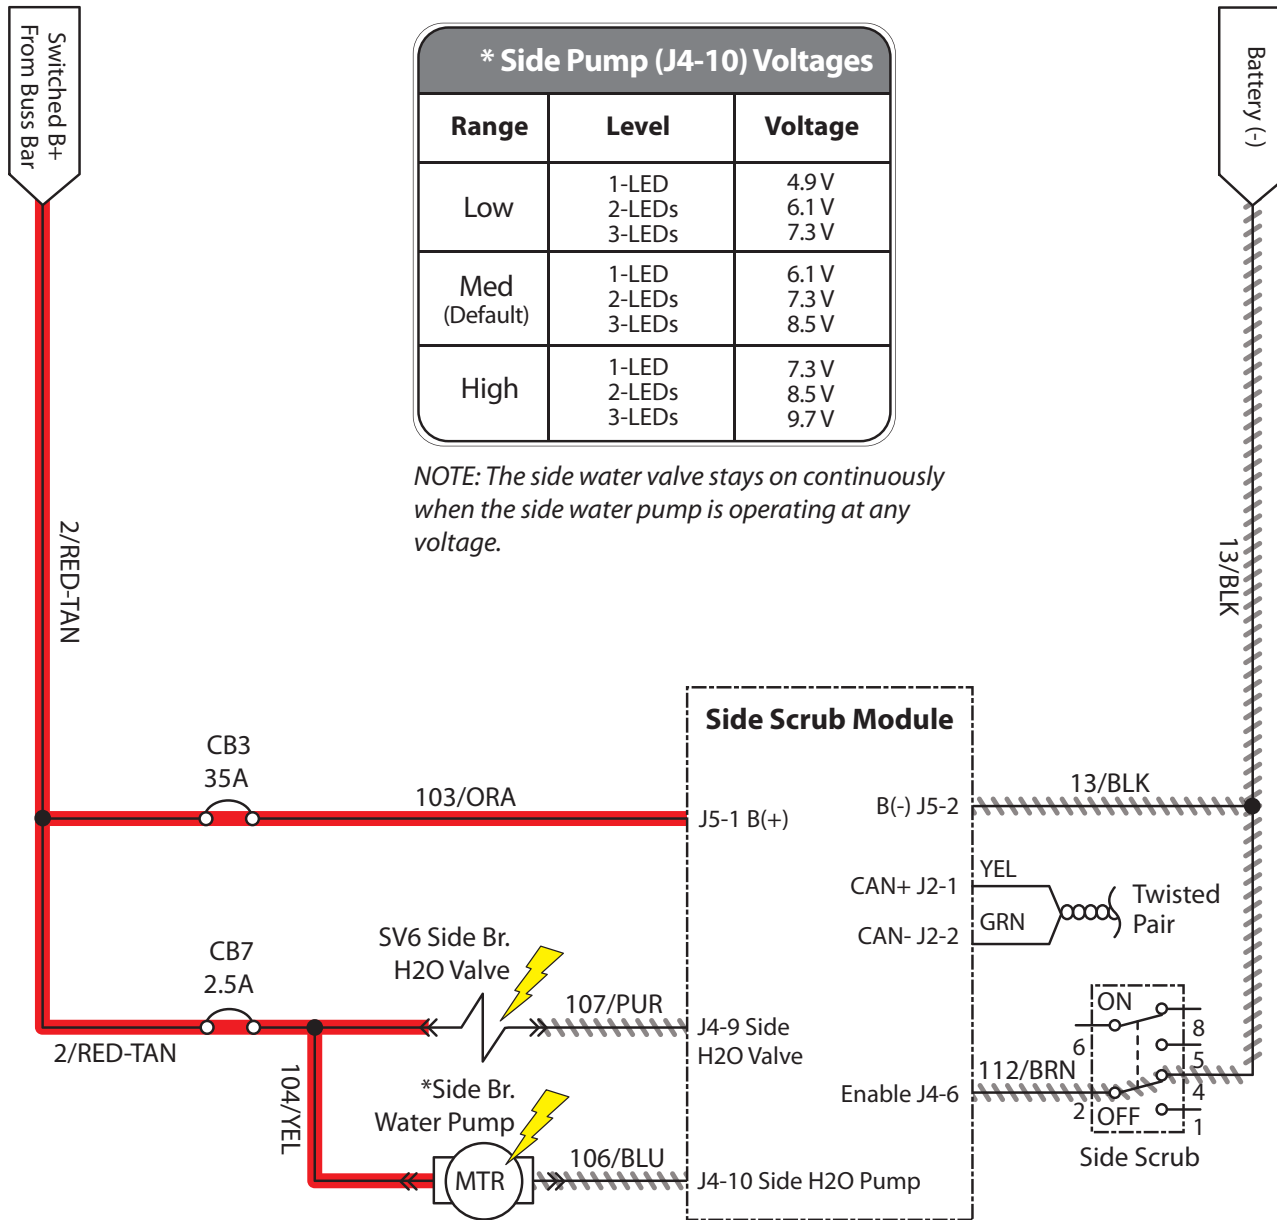 Switched B+
From Buss Bar
* Side Pump (J4-10) Voltages
Range Level Voltage
Low
1-LED 4.9 V
2-LEDs 6.1 V
3-LEDs 7.3 V
Med
(Default)
1-LED 6.1 V
2-LEDs 7.3 V
3-LEDs 8.5 V
High
1-LED 7.3 V
2-LEDs 8.5 V
3-LEDs 9.7 V
Battery (-)
NOTE: The side water valve stays on continuously
when the side water pump is operating at any
voltage.
2/RED-TAN
13/BLK
Side Scrub Module
CB3
35A
103/ORA
J5-1 B(+)
B(-) J5-2
13/BLK
CAN+ J2-1
YEL
CAN- J2-2
GRN
Twisted
Pair
CB7
2.5A
2/RED-TAN
SV6 Side Br.
H2O Valve
107/PUR
J4-9 Side
H2O Valve
104/YEL
*Side Br.
Water Pump
MTR
106/BLU
J4-10 Side H2O Pump
Enable J4-6
112/BRN
ON
8
6
5
4
2
OFF
1
Side Scrub